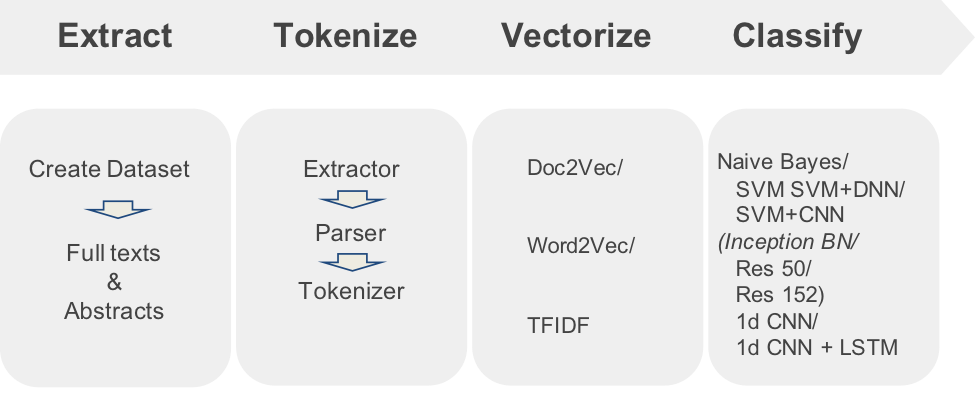 Extract
Tokenize
Vectorize
Classify
Create Dataset
Full texts
&
Abstracts
Extractor
Parser
Tokenizer
Doc2Vec/
Word2Vec/
TFIDF
Naive Bayes/
SVM SVM+DNN/
SVM+CNN
(Inception BN/
Res 50/
Res 152)
1d CNN/
1d CNN + LSTM